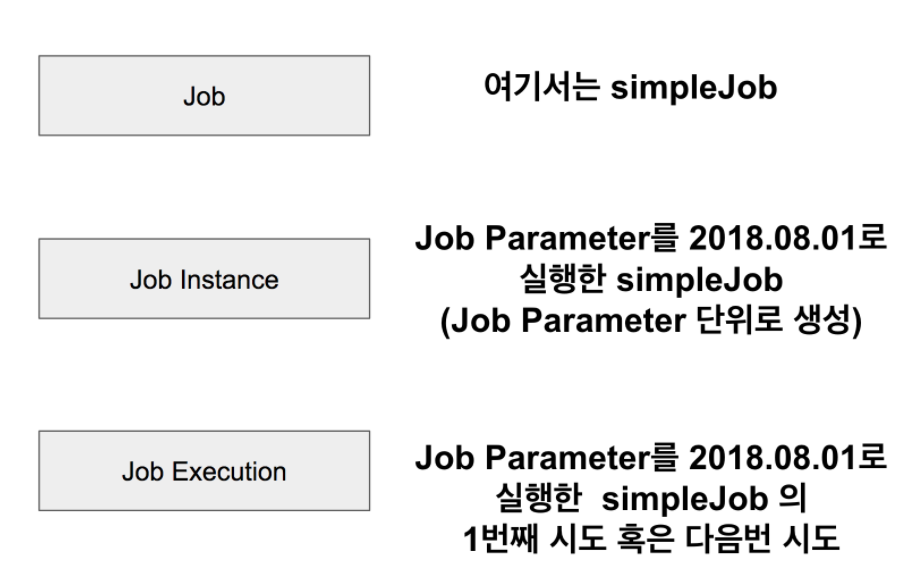 Job
여기서는 simpleJob
Job Instance
Job Parameter를 2018.08.01로
실행한 simpleJob
(Job Parameter 단위로 생성)
Job Execution
Job Parameter를 2018.08.01로
실행한 simpleJob 의
1번째 시도 혹은 다음번 시도